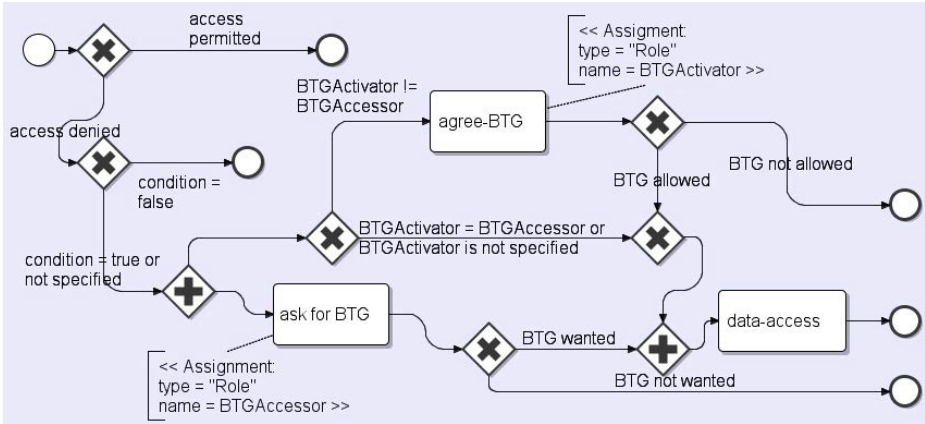 access
permitted
<< Assigment:
type = "Role"
name = BTGActivator >>
BTGActivator !=
BTGAccessor
agree-BTG
access denied
condition =
false
BTG allowed
BTG not allowed
BTGActivator = BTGAccessor or
BTGActivator is not specified
condition = true or
not specified
ask for BTG
data-access
BTG wanted
BTG not wanted
<< Assignment:
type = "Role"
name = BTGAccessor >>